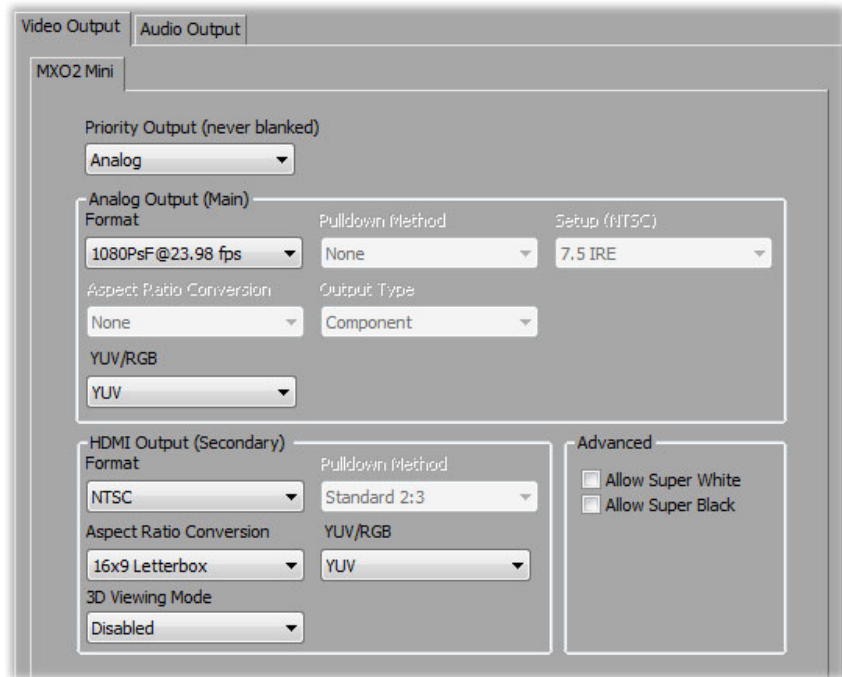 Video Output Audio Output
MXO2 Mini
Priority Output (never blanked)
Analog
Analog Output (Main)
Format Pulldown Method Setup (NTSC)
1080PsF@23.98 fps None 7.5 IRE
Aspect Ratio Conversion Output Type
None Component
YUV/RGB
YUV
HDMI Output (Secondary) Advanced
Format Pulldown Method
Allow Super White
NTSC Standard 2:3
Allow Super Black
Aspect Ratio Conversion YUV/RGB
16x9 Letterbox YUV
3D Viewing Mode
Disabled